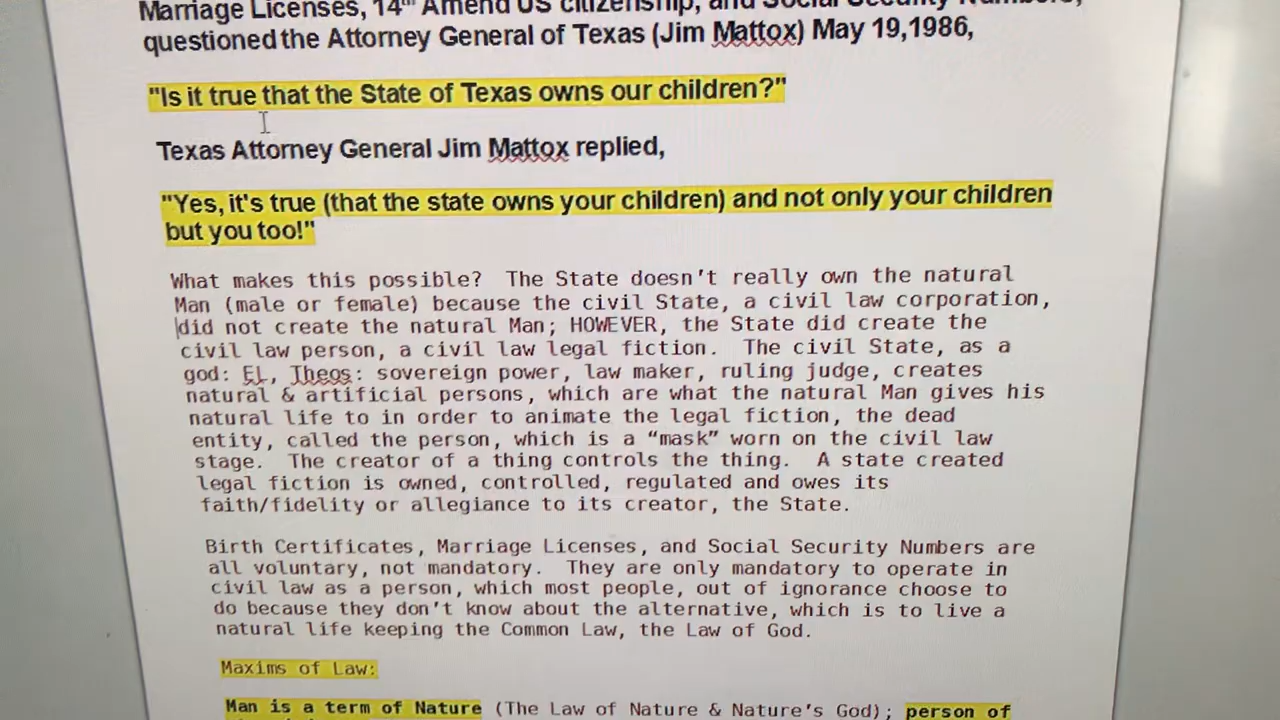 Marriage Licenses, 14th Amend US citizenship, and Social Security Numbers,
questioned the Attorney General of Texas (Jim Mattox) May 19,1986,
"Is it true that the State of Texas owns our children?"
Texas Attorney General Jim Mattox replied,
"Yes, it's true (that the state owns your children) and not only your children
but you too!"
What makes this possible?  The State doesn't really own the natural
Man (male or female) because the civil State, a civil law corporation,
did not create the natural Man; HOWEVER, the State did create the
civil law person, a civil law legal fiction.  The civil State, as a
god: EL, Theos: sovereign power, law maker, ruling judge, creates
natural & artificial persons, which are what the natural Man gives his
natural life to in order to animate the legal fiction, the dead
entity, called the person, which is a “mask” worn on the civil law
stage.  The creator of a thing controls the thing.  A state created
legal fiction is owned, controlled, regulated and owes its
faith/fidelity or allegiance to its creator, the State.
Birth Certificates, Marriage Licenses, and Social Security Numbers are
all voluntary, not mandatory.  They are only mandatory to operate in
civil law as a person, which most people, out of ignorance choose to
do because they don't know about the alternative, which is to live a
natural life keeping the Common Law, the Law of God.
Maxims of Law:
Man is a term of Nature (The Law of Nature & Nature's God); person of